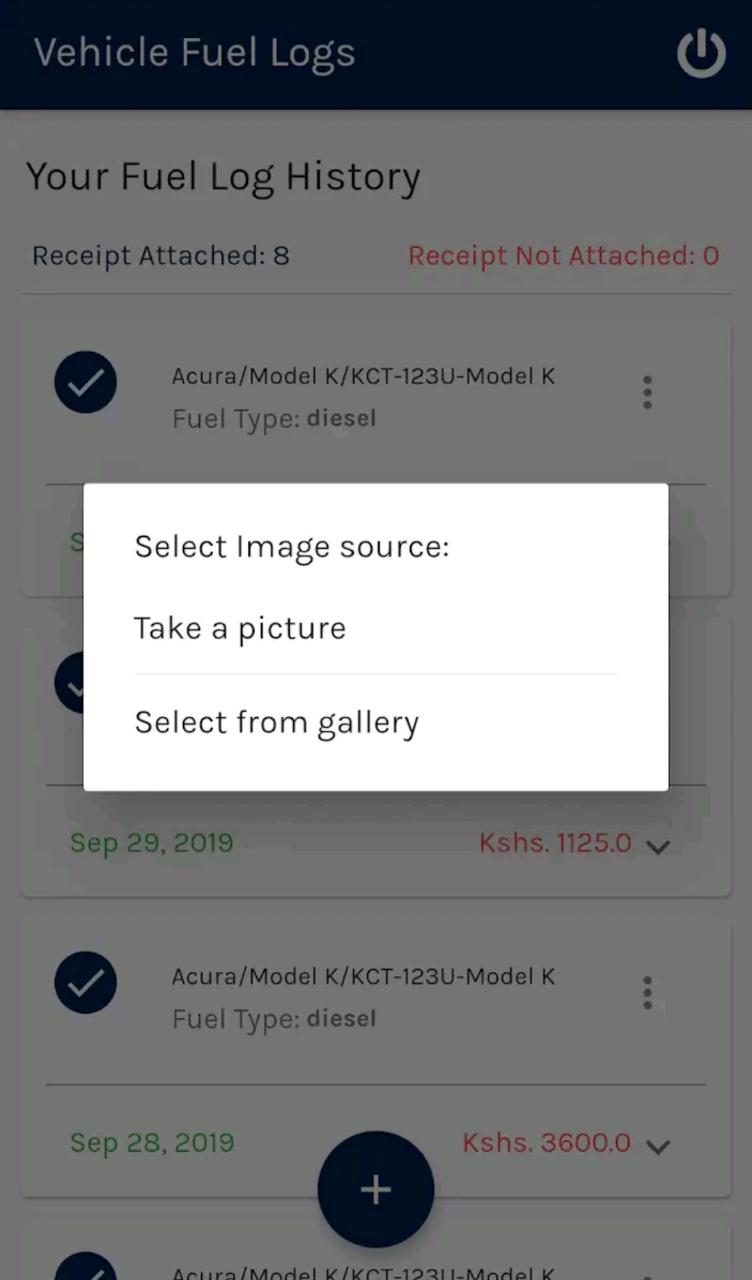 Vehicle Fuel Logs
Your Fuel Log History
Receipt Attached: 8 Receipt Not Attached: 0
Acura/Model K/KCT-123U-Model K
Fuel Type: diesel
S
Select Image source:
Take a picture
Select from gallery
Sep 29, 2019 Kshs. 1125.0
Acura/Model K/KCT-123U-Model K
Fuel Type: diesel
Sep 28, 2019 Kshs. 3600.0
Acura/Model K/KCT-123U-Model K